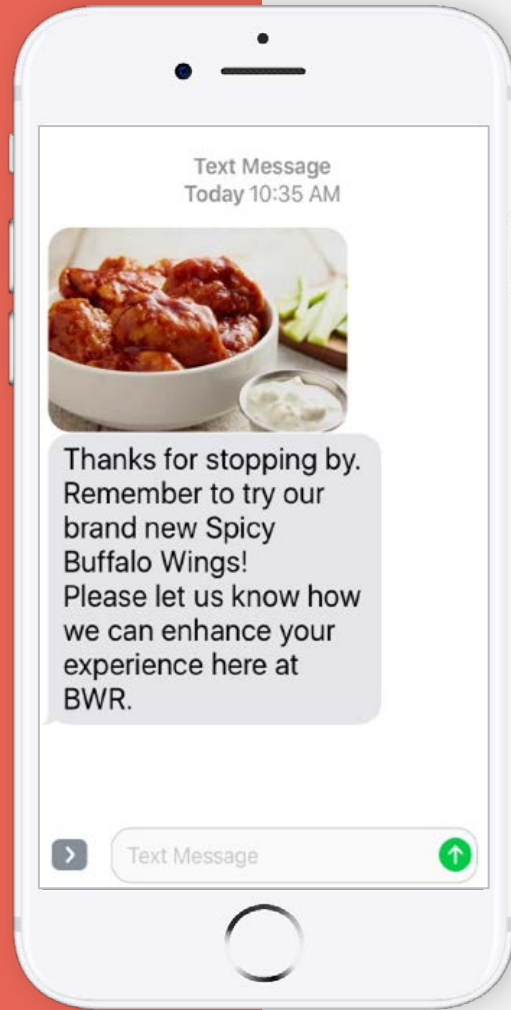 Text Message
Today 10:35 AM
Thanks for stopping by.
Remember to try our
brand new Spicy
Buffalo Wings!
Please let us know how
we can enhance your
experience here at
BWR.
Text Message